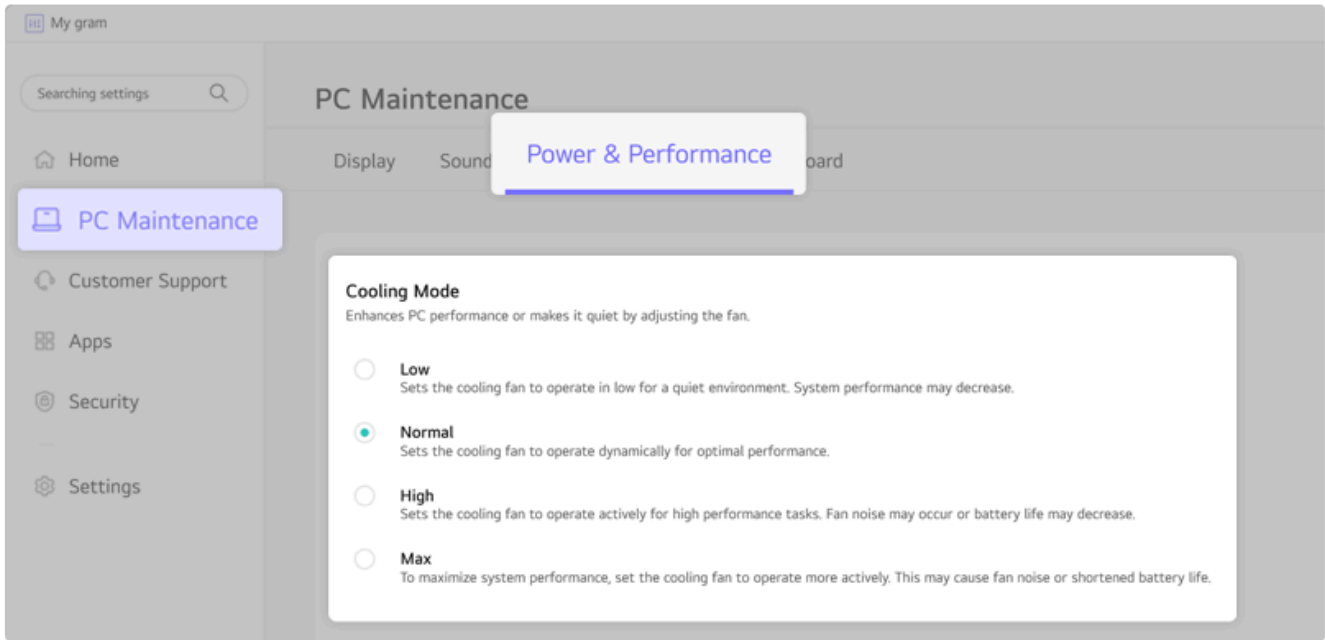 My gram
Searching settings
Home
PC Maintenance
Customer Support
Apps
Security
Settings
PC Maintenance
Display Sound Power & Performance oard
Cooling Mode
Enhances PC performance or makes it quiet by adjusting the fan.
Low
Sets the cooling fan to operate in low for a quiet environment. System performance may decrease.
Normal
Sets the cooling fan to operate dynamically for optimal performance.
High
Sets the cooling fan to operate actively for high performance tasks. Fan noise may occur or battery life may decrease.
Max
To maximize system performance, set the cooling fan to operate more actively. This may cause fan noise or shortened battery life.